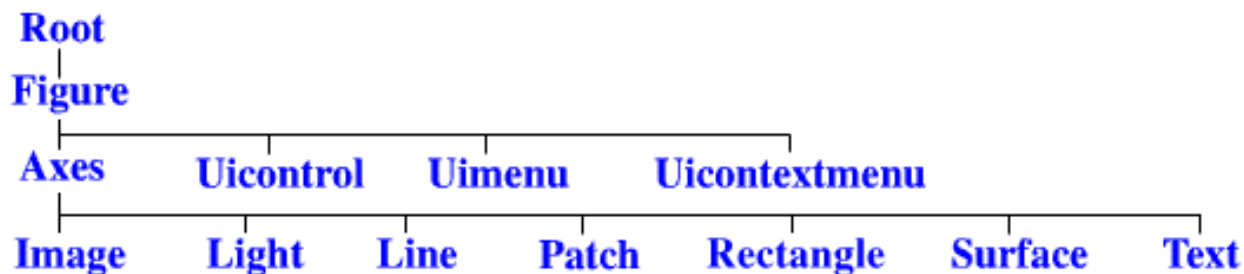 Root
Figure
Axes Uicontrol Uimenu Uicontextmenu
Image Light Line Patch Rectangle Surface Text